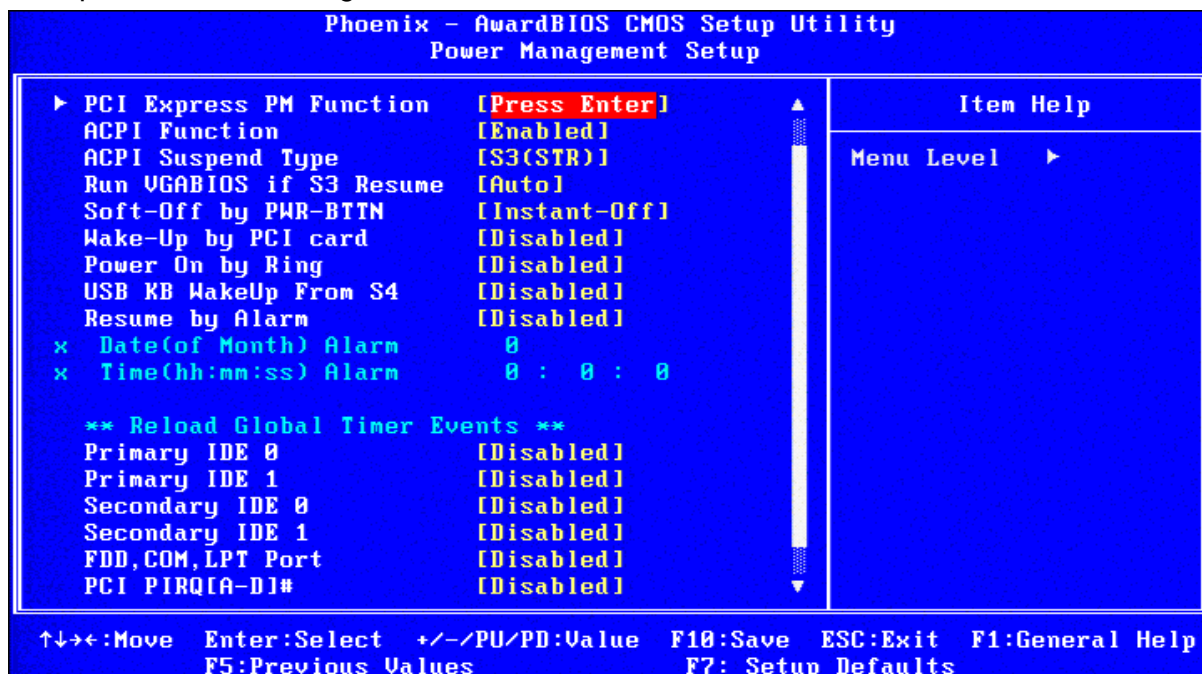 Phoenix - AwardBIOS CMOS Setup Utility
Power Management Setup
► PCI Express PM Function [Press Enter]
ACPI Function [Enabled]
ACPI Suspend Type [S3(STR)]
Run VGABIOS if S3 Resume [Auto]
Soft-Off by PWR-BTTN [Instant-Off]
Wake-Up by PCI card [Disabled]
Power On by Ring [Disabled]
USB KB WakeUp From S4 [Disabled]
Resume by Alarm [Disabled]
x Date(of Month) Alarm 0
x Time(hh:mm:ss) Alarm 0 : 0 : 0
** Reload Global Timer Events **
Primary IDE 0 [Disabled]
Primary IDE 1 [Disabled]
Secondary IDE 0 [Disabled]
Secondary IDE 1 [Disabled]
FDD,COM,LPT Port [Disabled]
PCI PIRQ[A-D]# [Disabled]
Item Help
Menu Level ►
↑↓→←:Move Enter:Select +/-/PU/PD:Value F10:Save ESC:Exit F1:General Help
F5:Previous Values F7: Setup Defaults